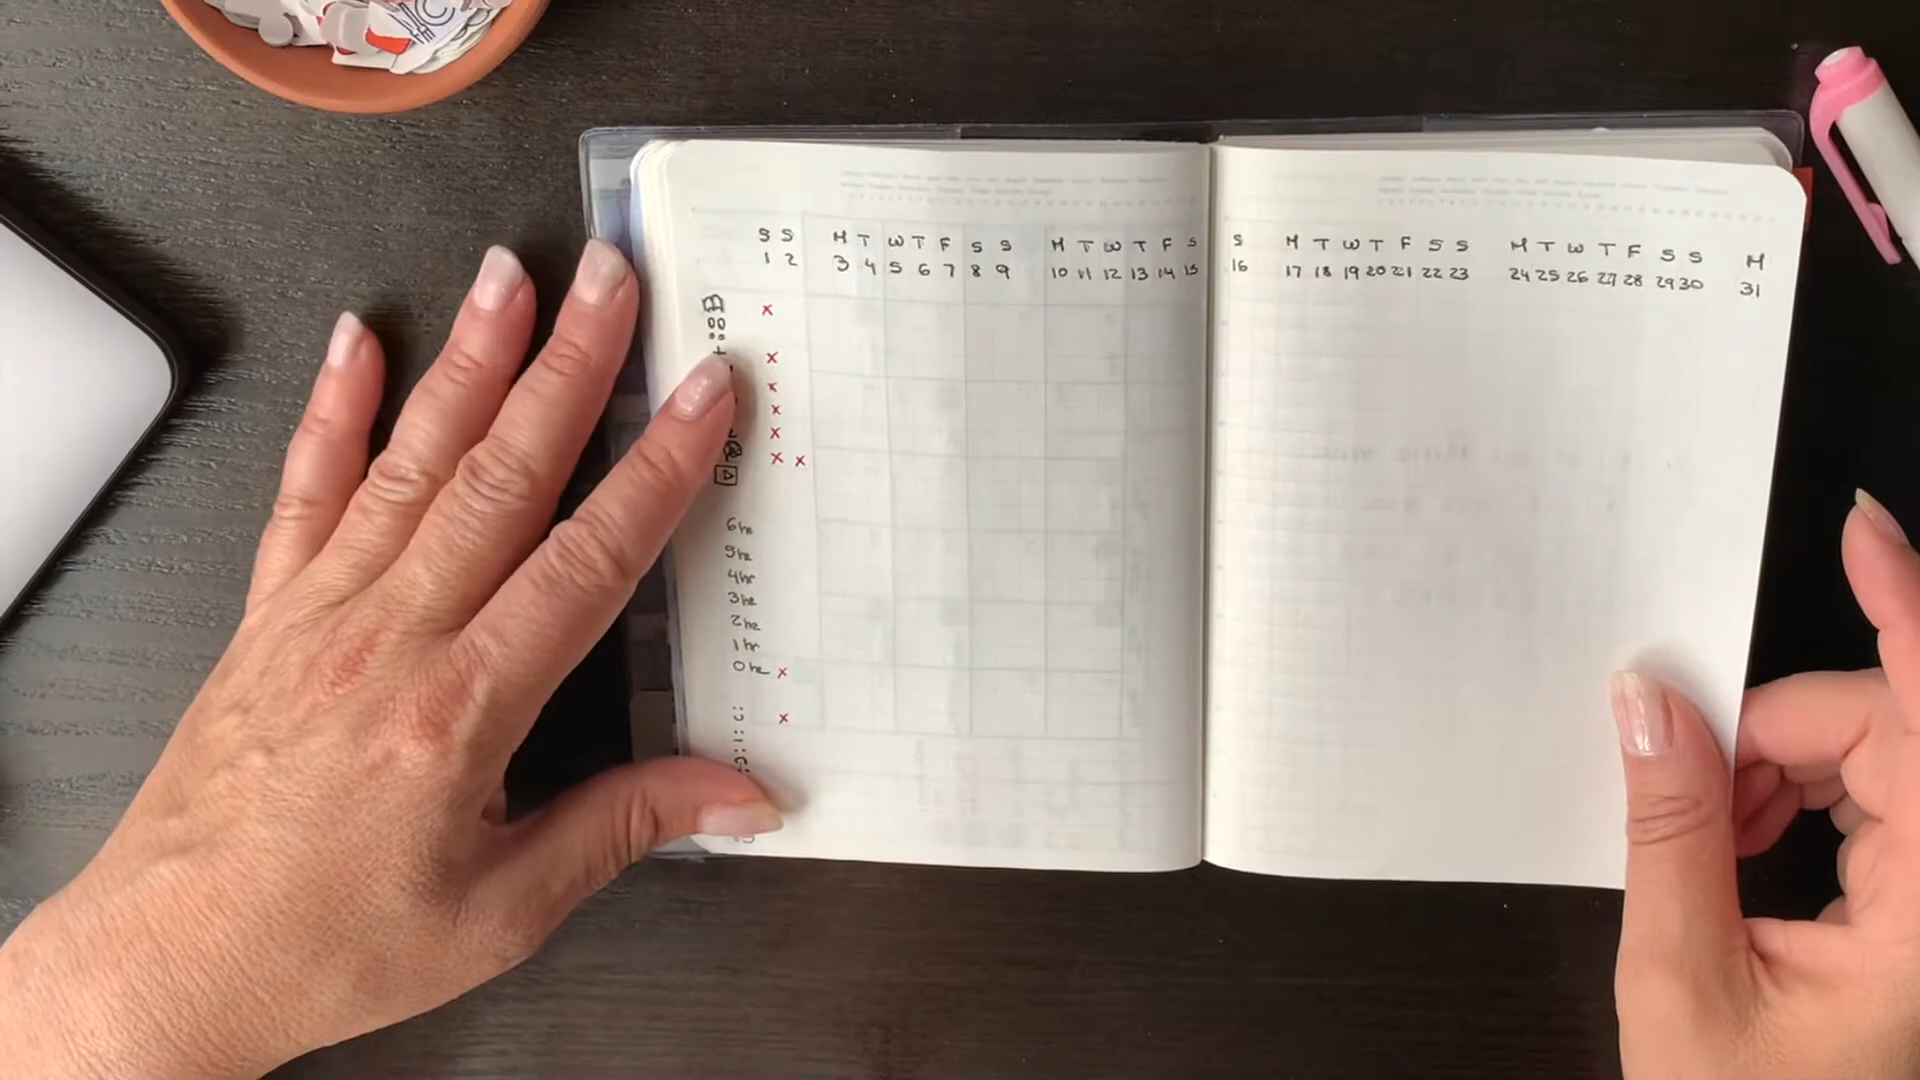 S S M T W T F S S M T W T F S S M T W T F S S M T W T F S S M
1 2 3 4 5 6 7 8 9 10 11 12 13 14 15 16 17 18 19 20 21 22 23 24 25 26 27 28 29 30 31
x
x
x
x
x
x x
6hr
5hr
4hr
3hr
2hr
1hr
0hr x
x